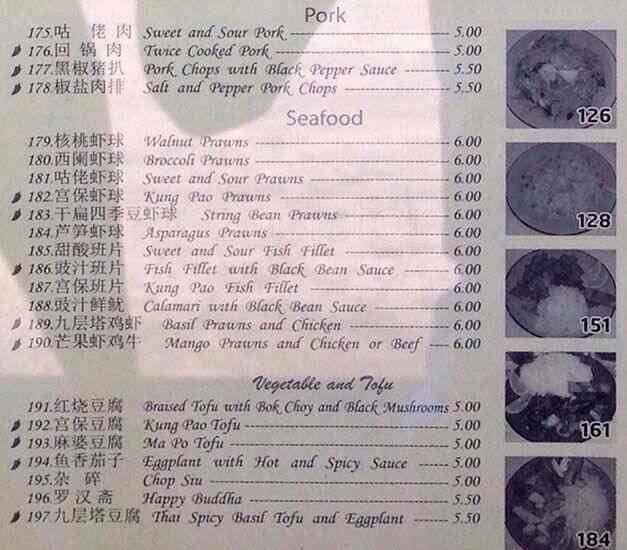 Pork
175.咕 佬 肉 Sweet and Sour Pork 5.00
176.回 锅 肉 Twice Cooked Pork 5.00
177.黑椒猪扒 Pork Chops with Black Pepper Sauce 5.50
178.椒盐肉排 Salt and Pepper Pork Chops 5.50
126
Seafood
179.核桃虾球 Walnut Prawns 6.00
180.西阑虾球 Broccoli Prawns 6.00
181.咕佬虾球 Sweet and Sour Prawns 6.00
182.宫保虾球 Kung Pao Prawns 6.00
183.干扁四季豆虾球 String Bean Prawns 6.00
184.芦笋虾球 Asparagus Prawns 6.00
185.甜酸班片 Sweet and Sour Fish Fillet 6.00
186.豉汁班片 Fish Fillet with Black Bean Sauce 6.00
187.宫保班片 Kung Pao Fish Fillet 6.00
188.豉汁鲜鱿 Calamari with Black Bean Sauce 6.00
189.九层塔鸡虾 Basil Prawns and Chicken 6.00
190.芒果虾鸡牛 Mango Prawns and Chicken or Beef 6.00
128
151
Vegetable and Tofu
191.红烧豆腐 Braised Tofu with Bok Choy and Black Mushrooms 5.00
192.宫保豆腐 Kung Pao Tofu 5.00
193.麻婆豆腐 Ma Po Tofu 5.00
194.鱼香茄子 Eggplant with Hot and Spicy Sauce 5.00
195.杂 碎 Chop Siu 5.00
196.罗 汉 斋 Happy Buddha 5.50
197.九层塔豆腐 Thai Spicy Basil Tofu and Eggplant 5.50
161
184